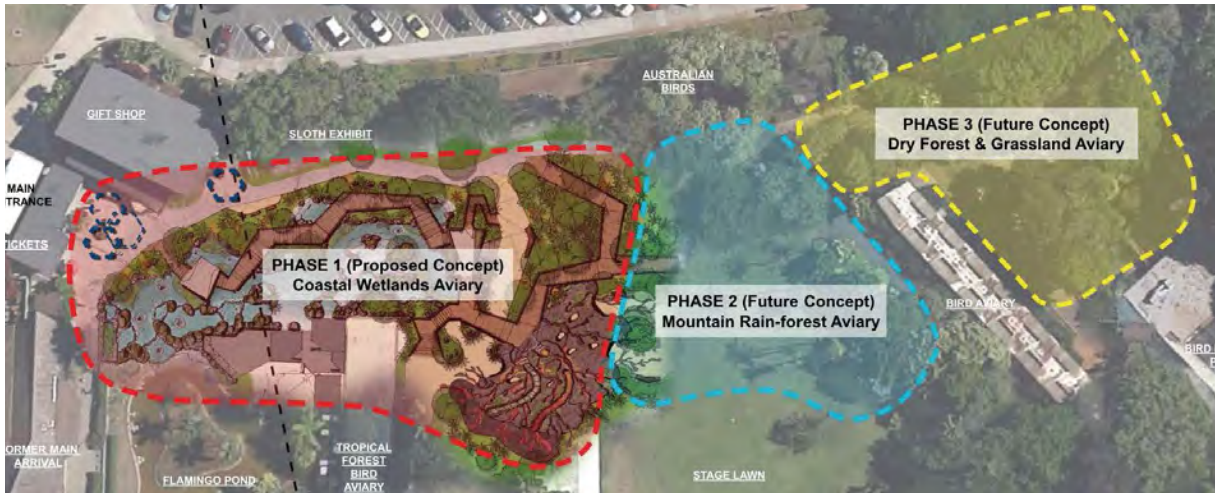 AUSTRALIAN
BIRDS
GIFT SHOP
SLOTH EXHIBIT
PHASE 3 (Future Concept)
Dry Forest & Grassland Aviary
MAIN
NTRANCE
TICKETS
PHASE 1 (Proposed Concept)
Coastal Wetlands Aviary
PHASE 2 (Future Concept)
Mountain Rain-forest Aviary
BIRD AVIARY
BIRD
ORMER MAIN
ARRIVAL
FLAMINGO POND
TROPICAL
FOREST
BIRD
AVIARY
STAGE LAWN